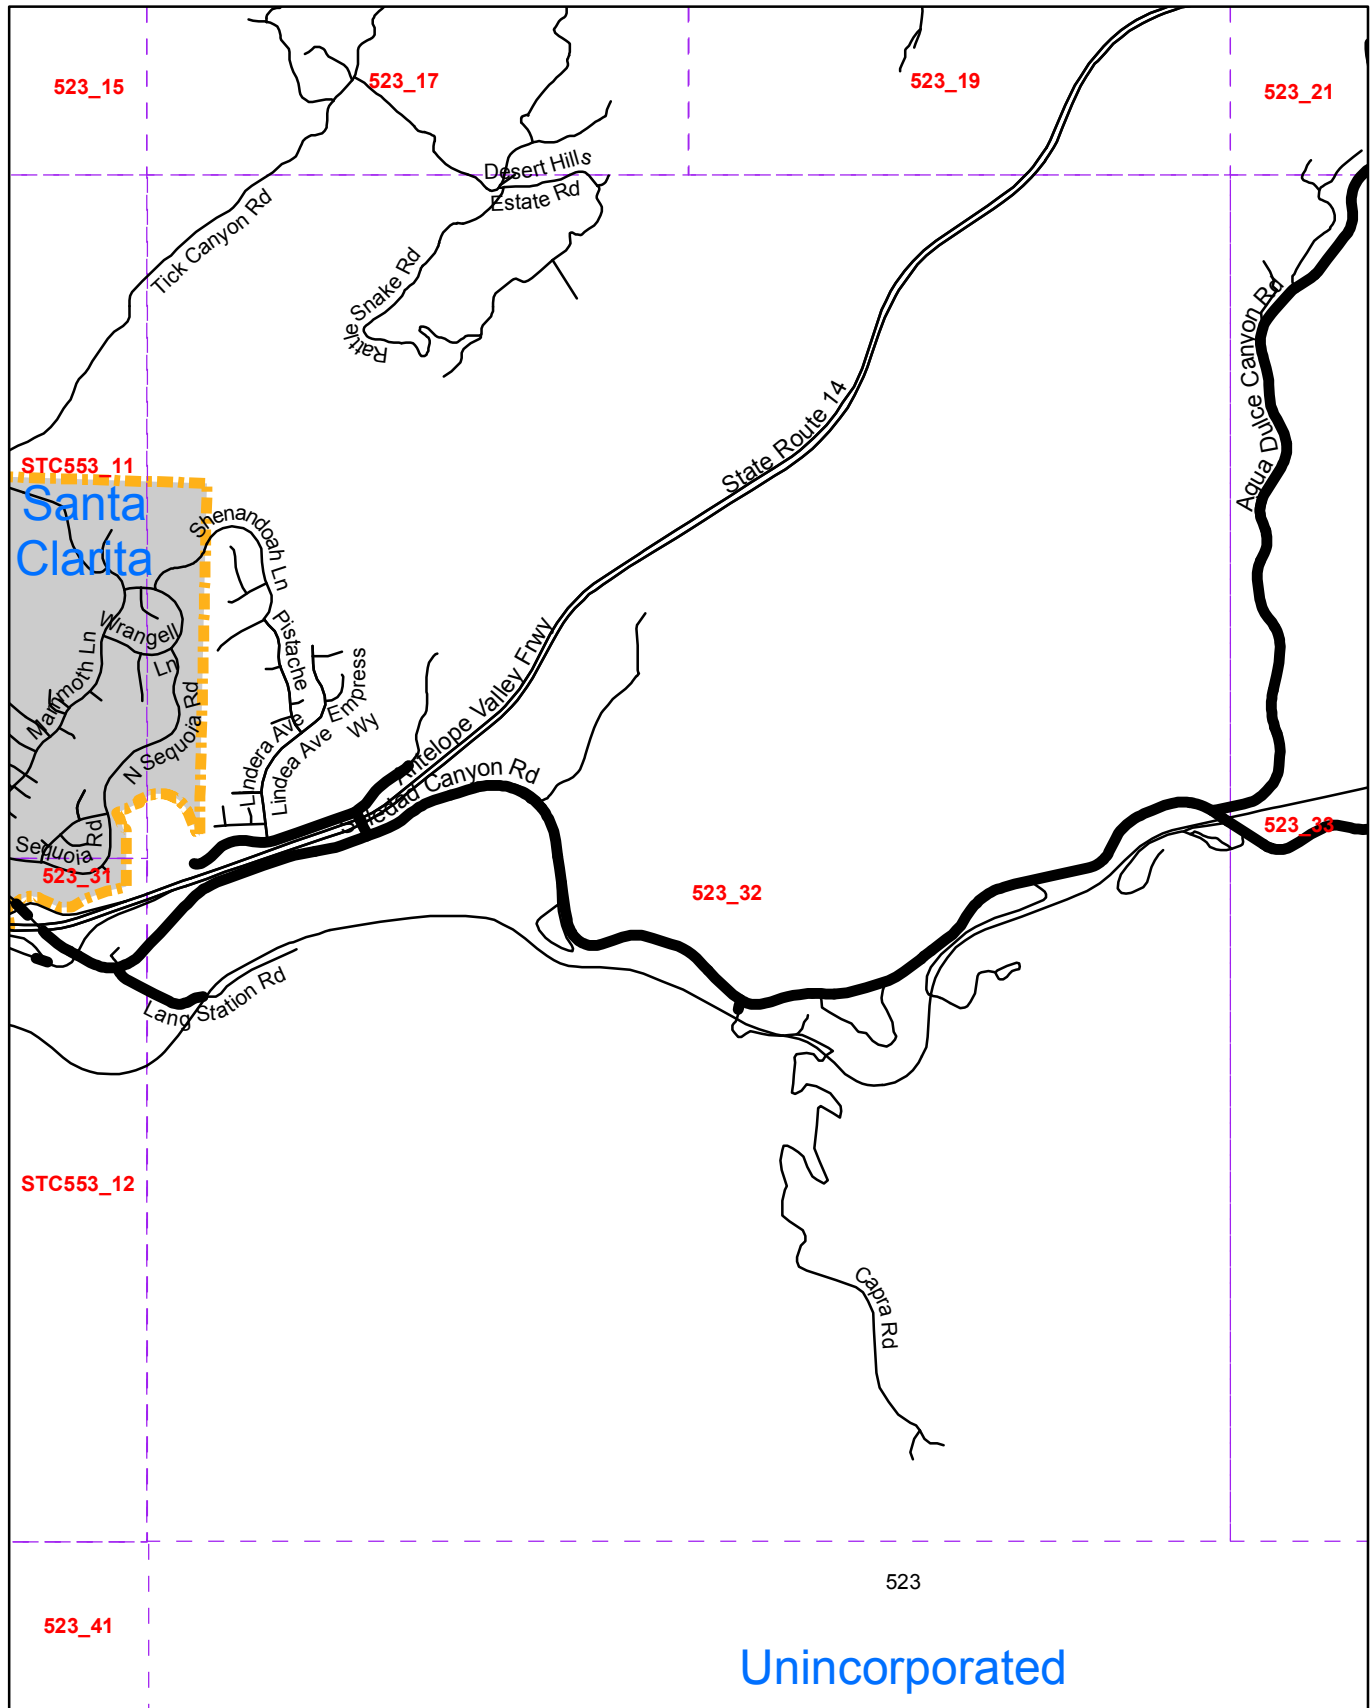 523_15
523_17
523_19
523_21
Desert Hills
Estate Rd
Tick Canyon Rd
Rattle Snake Rd
Aqua Dulce Canyon Rd
State Route 14
STC553_11
Santa
Clarita
Shenandoah Ln
Wrangell
Ln
Pistache
Mammoth Ln
Empress
Wy
N Sequoia Rd
Lindera Ave
Lindea Ave
Antelope Valley Frwy
Soledad Canyon Rd
Sequoia Rd
523_33
523_31
523_32
Lang Station Rd
STC553_12
Capra Rd
523
523_41
Unincorporated